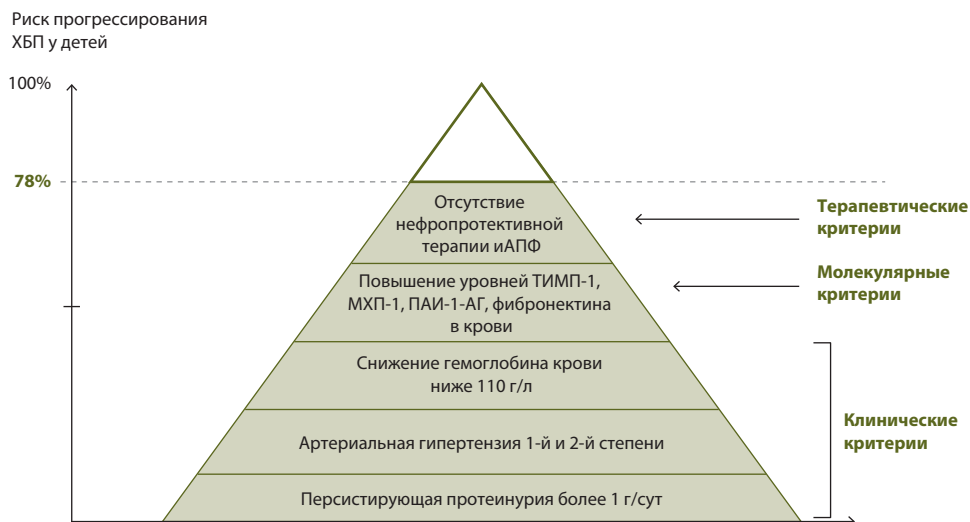 Риск прогрессирования
ХБП у детей
100%
78%
Отсутствие
нефропротективной
терапии иАПФ
Терапевтические
критерии
Повышение уровней ТИМП-1,
МХП-1, ПАИ-1-АГ, фибронектина
в крови
Молекулярные
критерии
Снижение гемоглобина крови
ниже 110 г/л
Артериальная гипертензия 1-й и 2-й степени
Персистирующая протеинурия более 1 г/сут
Клинические
критерии